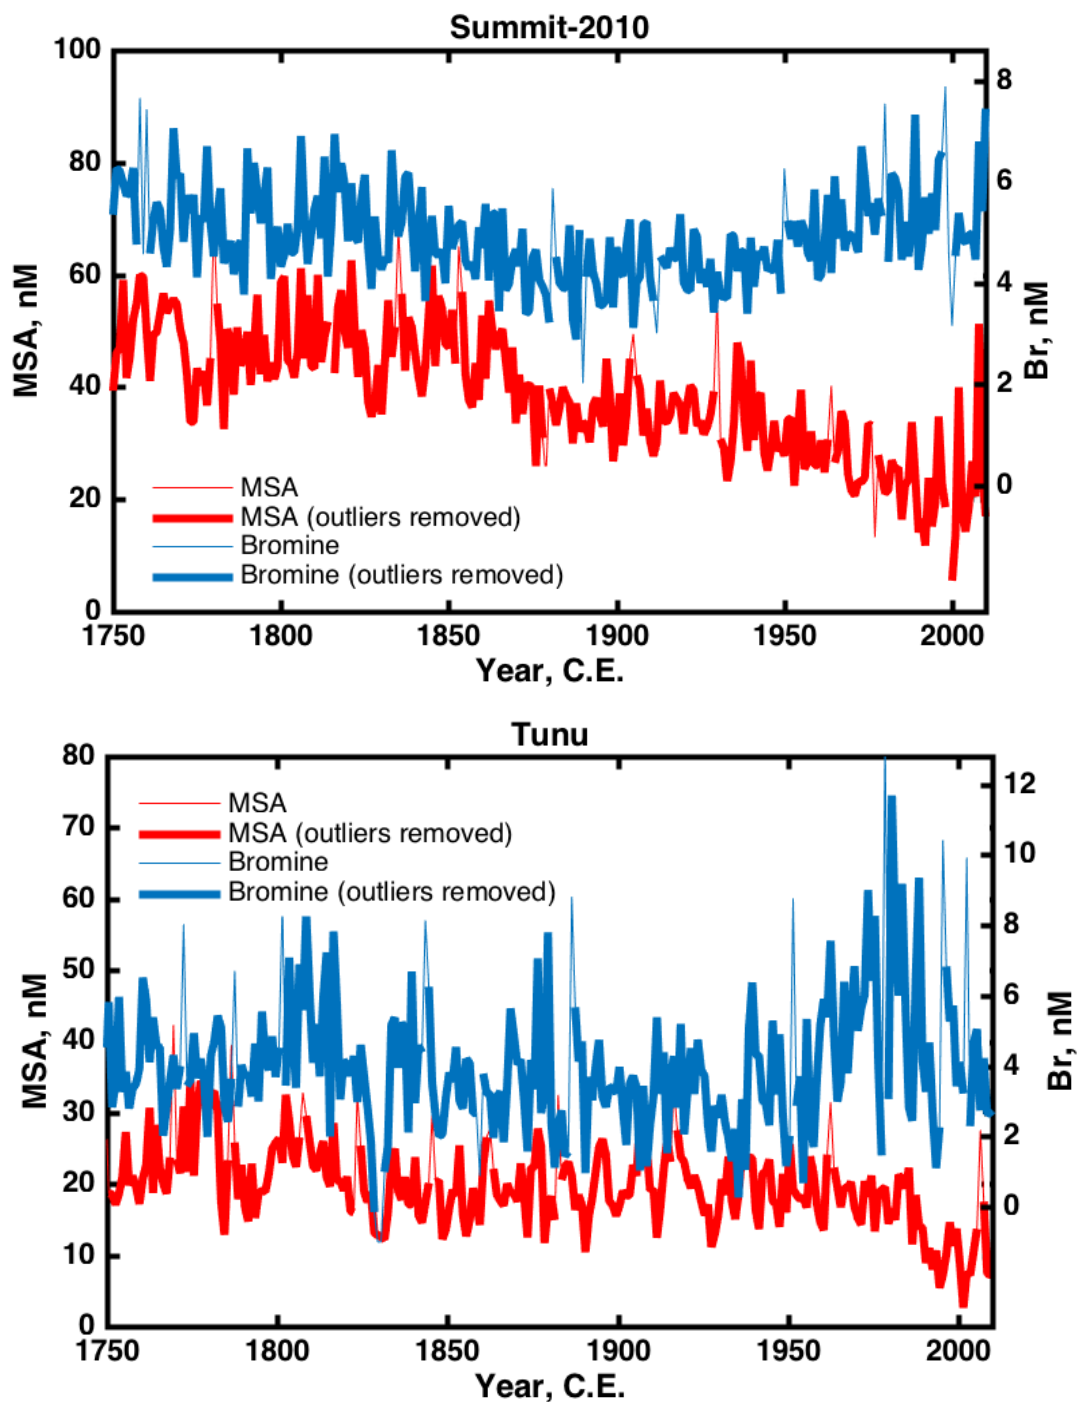 Summit-2010
100
80
60
40
20
0
MSA, nM
8
6
4
2
0
Br, nM
MSA
MSA (outliers removed)
Bromine
Bromine (outliers removed)
1750 1800 1850 1900 1950 2000
Year, C.E.
Tunu
80
70
60
50
40
30
20
10
0
MSA, nM
12
10
8
6
4
2
0
Br, nM
MSA
MSA (outliers removed)
Bromine
Bromine (outliers removed)
1750 1800 1850 1900 1950 2000
Year, C.E.